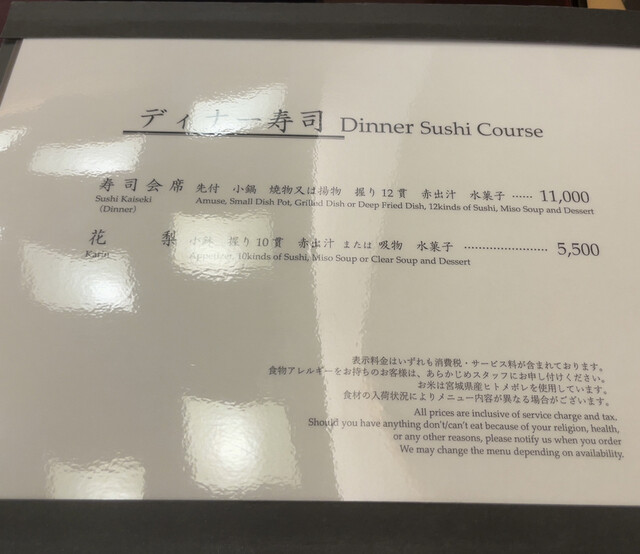 ディナー寿司 Dinner Sushi Course
寿司会席 先付 小鍋 焼物又は揚物 握り12貫 赤出汁 水菓子 …… 11,000
Sushi Kaiseki Amuse, Small Dish Pot, Grilled Dish or Deep Fried Dish, 12kinds of Sushi, Miso Soup and Dessert
(Dinner)
花梨 小鉢 握り10貫 赤出汁 または 吸物 水菓子 …………………… 5,500
Karin Appetizer, 10kinds of Sushi, Miso Soup or Clear Soup and Dessert
表示料金はいずれも消費税・サービス料が含まれております。
食物アレルギーをお持ちのお客様は、あらかじめスタッフにお申し付けください。
お米は宮城県産ヒトメボレを使用しています。
食材の入荷状況によりメニュー内容が異なる場合がございます。
All prices are inclusive of service charge and tax.
Should you have anything don't/can't eat because of your religion, health,
or any other reasons, please notify us when you order
We may change the menu depending on availability.